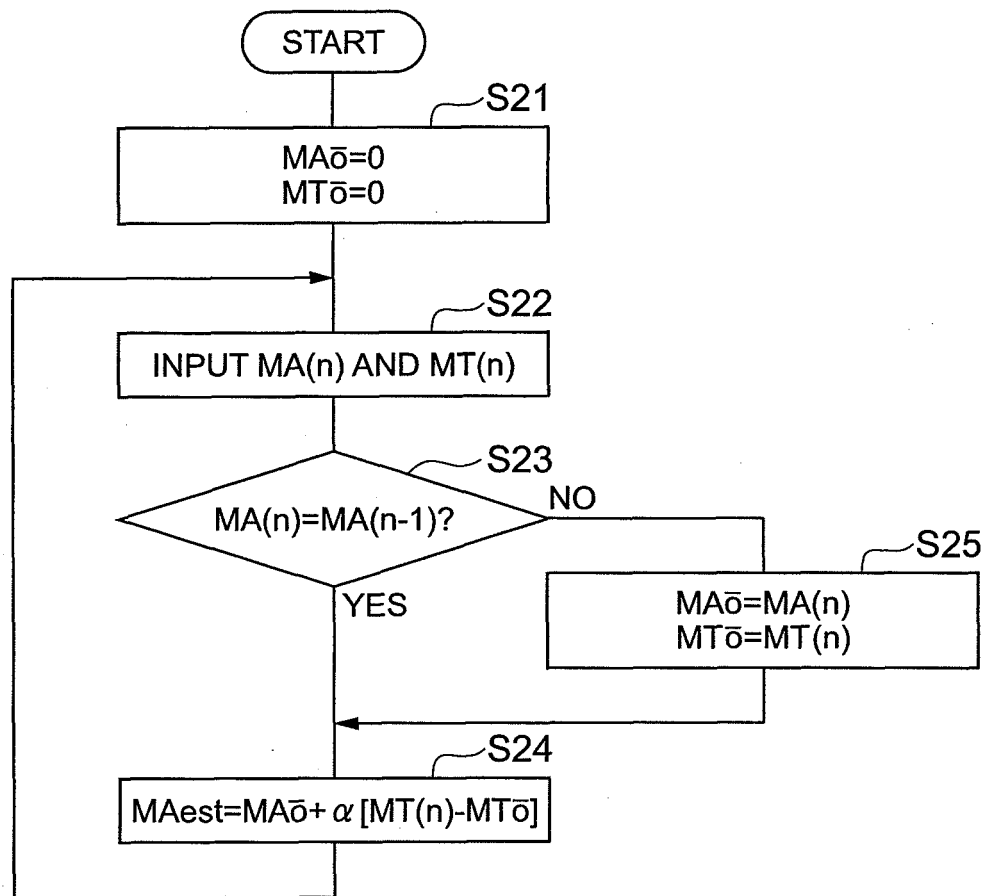 START
S21
MAō=0
MTō=0
S22
INPUT MA(n) AND MT(n)
S23
MA(n)=MA(n-1)?
NO
YES
S25
MAō=MA(n)
MTō=MT(n)
S24
MAest=MAō+α[MT(n)-MTō]